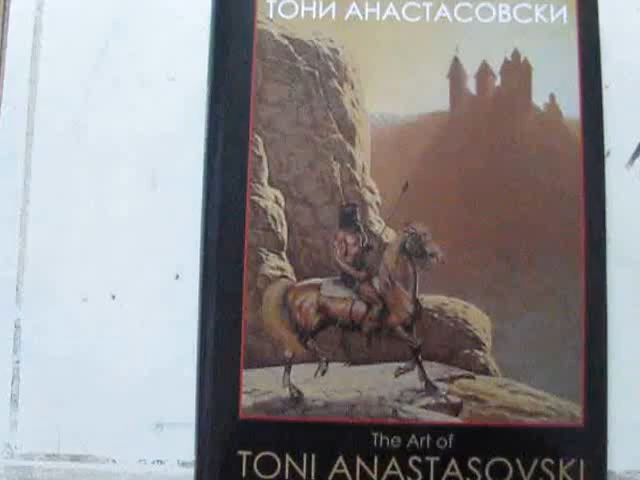 ТОНИ АНАСТАСОВСКИ
The Art of
TONI ANASTASOVSKI